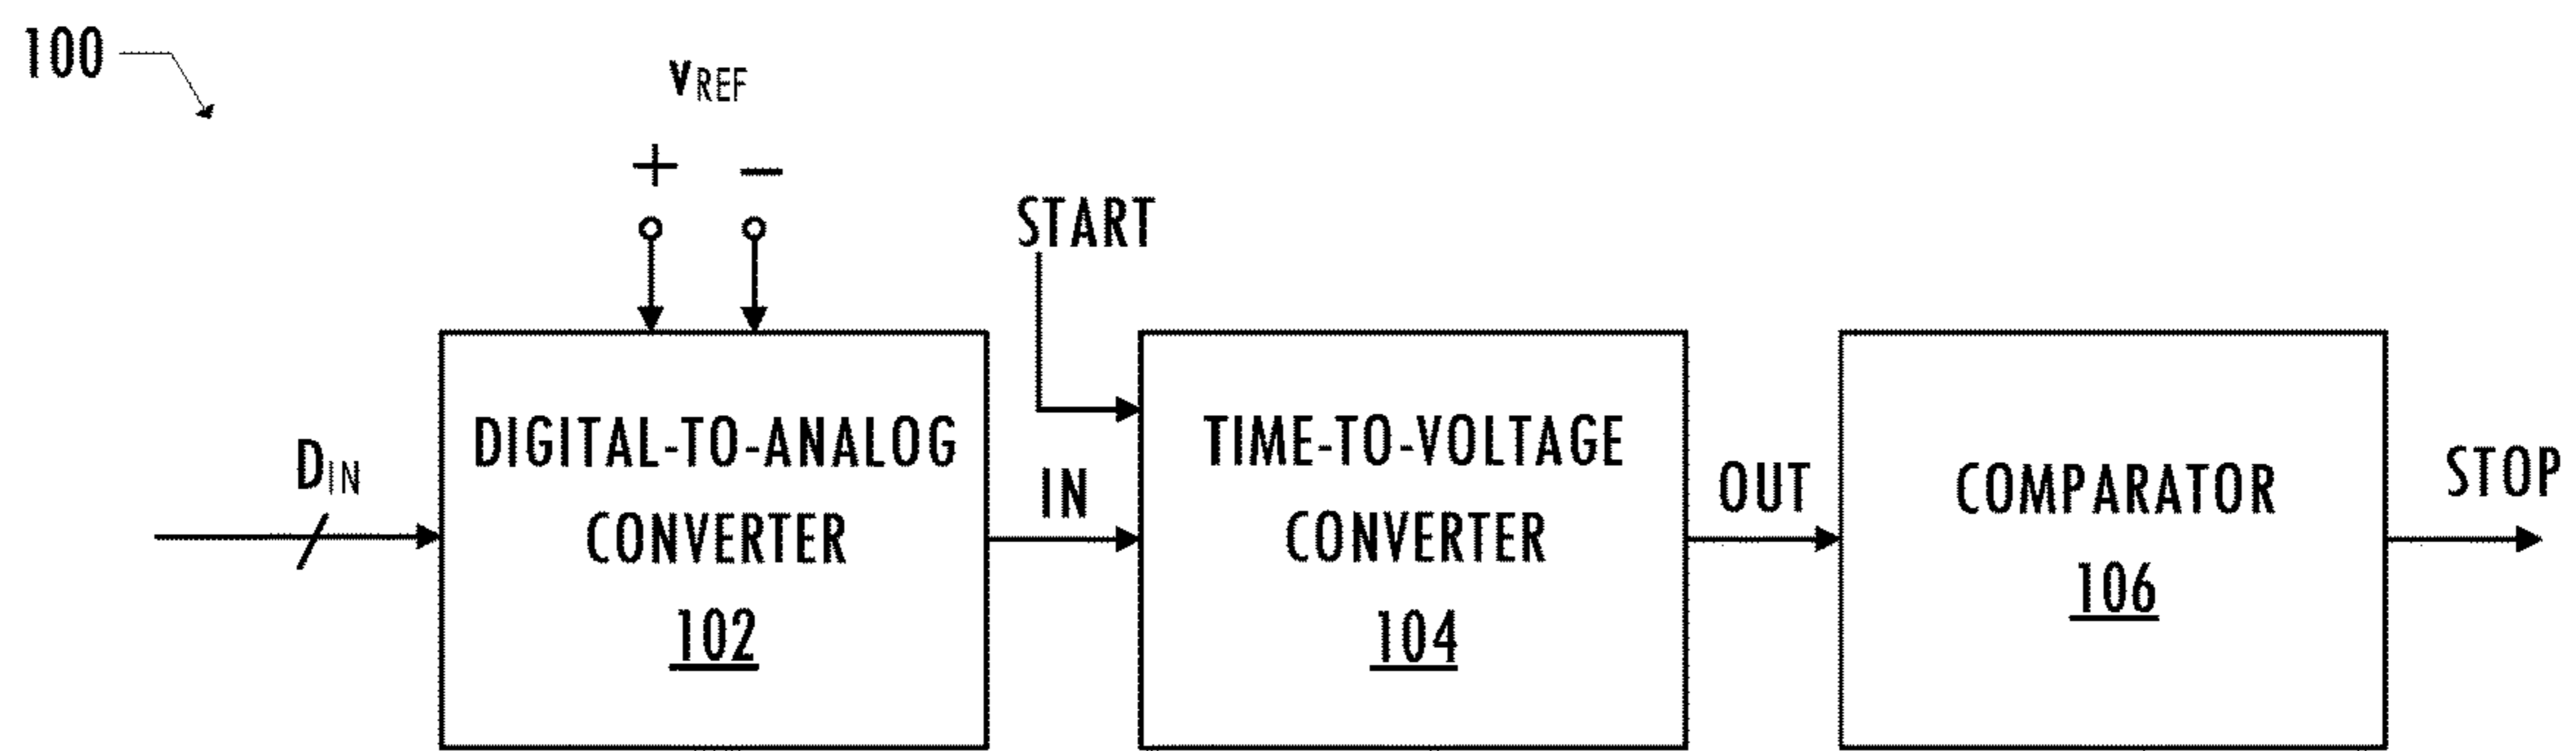 100
VREF
+ −
START
DIN
DIGITAL-TO-ANALOG
CONVERTER
102
IN
TIME-TO-VOLTAGE
CONVERTER
104
OUT
COMPARATOR
106
STOP